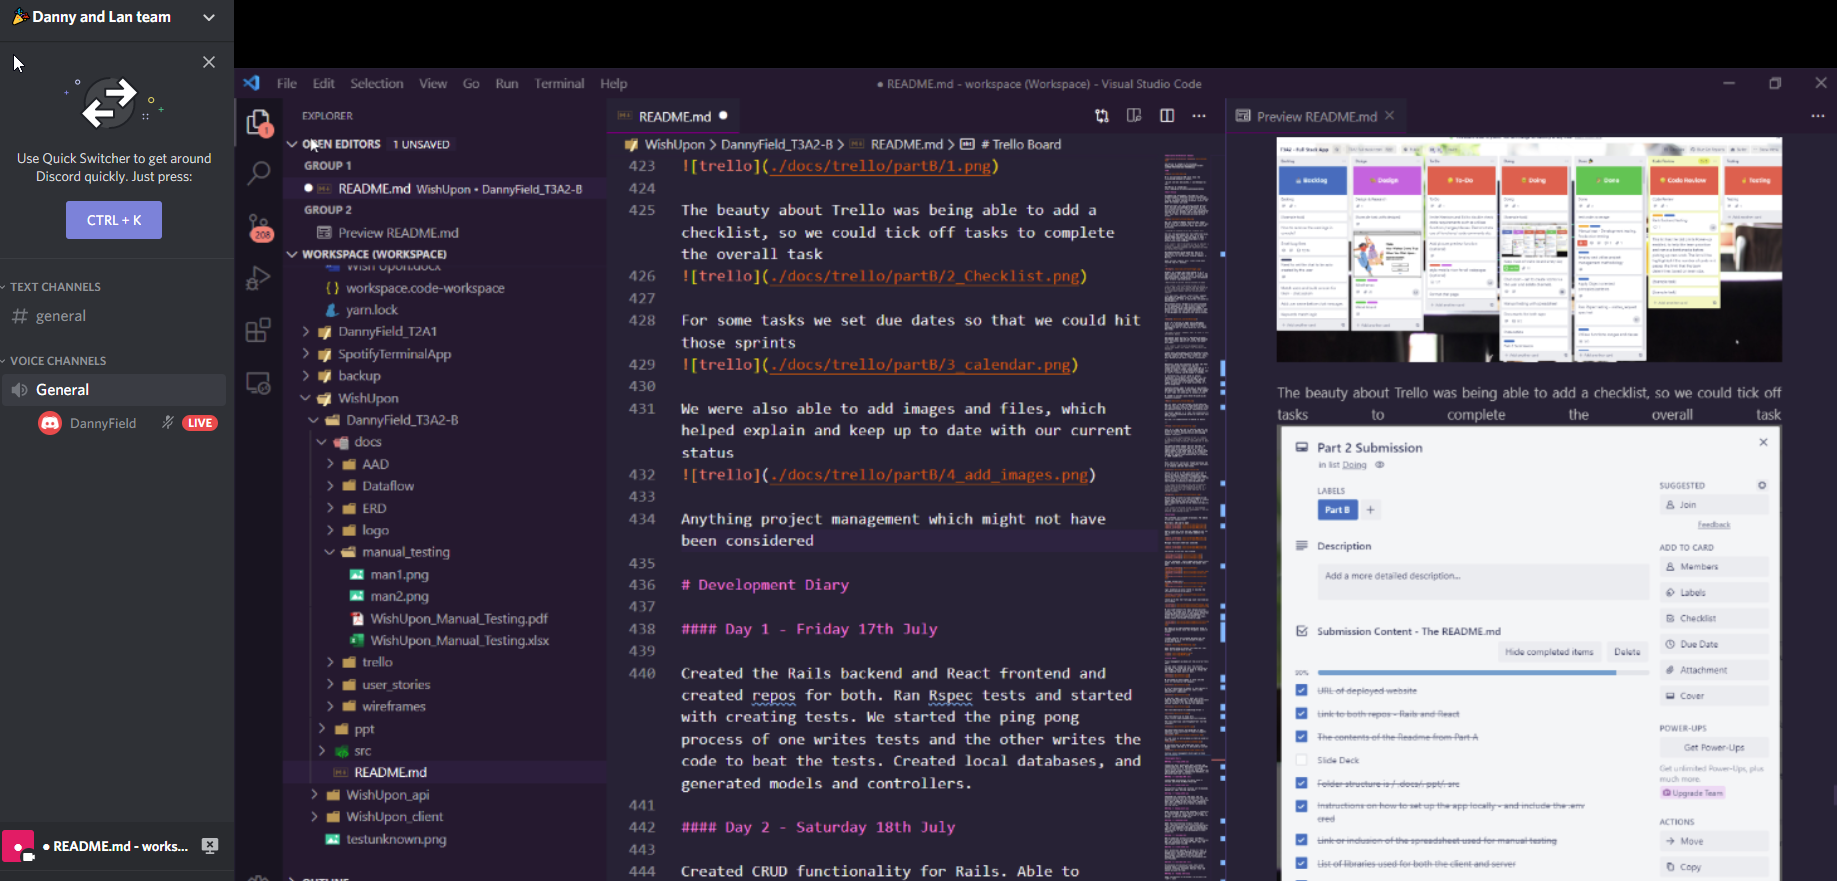 Danny and Lan team
Use Quick Switcher to get around
Discord quickly. Just press:
CTRL + K
TEXT CHANNELS
# general
VOICE CHANNELS
General
DannyField
LIVE
● README.md - works...
File Edit Selection View Go Run Terminal Help
● README.md - workspace (Workspace) - Visual Studio Code
1
208
EXPLORER
OPEN EDITORS 1 UNSAVED
GROUP 1
README.md WishUpon • DannyField_T3A2-B
GROUP 2
Preview README.md
WORKSPACE (WORKSPACE)
{ } workspace.code-workspace
yarn.lock
DannyField_T2A1
SpotifyTerminalApp
backup
WishUpon
DannyField_T3A2-B
docs
AAD
Dataflow
ERD
logo
manual_testing
man1.png
man2.png
WishUpon_Manual_Testing.pdf
WishUpon_Manual_Testing.xlsx
trello
user_stories
wireframes
ppt
src
README.md
WishUpon_api
WishUpon_client
testunknown.png
README.md ●
WishUpon > DannyField_T3A2-B > README.md > # Trello Board
423 ![trello](./docs/trello/partB/1.png)
424
425 The beauty about Trello was being able to add a
checklist, so we could tick off tasks to complete
the overall task
426 ![trello](./docs/trello/partB/2_Checklist.png)
427
428 For some tasks we set due dates so that we could hit
those sprints
429 ![trello](./docs/trello/partB/3_calendar.png)
430
431 We were also able to add images and files, which
helped explain and keep up to date with our current
status
432 ![trello](./docs/trello/partB/4_add_images.png)
433
434 Anything project management which might not have
been considered
435
436 # Development Diary
437
438 #### Day 1 - Friday 17th July
439
440 Created the Rails backend and React frontend and
created repos for both. Ran Rspec tests and started
with creating tests. We started the ping pong
process of one writes tests and the other writes the
code to beat the tests. Created local databases, and
generated models and controllers.
441
442 #### Day 2 - Saturday 18th July
443
444 Created CRUD functionality for Rails. Able to
Preview README.md
Backlog
Design
To-Do
Doing
Done
Code Review
Testing
The beauty about Trello was being able to add a checklist, so we could tick off
tasks to complete the overall task
Part 2 Submission
in list Doing
LABELS
Part B +
Description
Add a more detailed description...
Submission Content - The README.md
Hide completed items Delete
90%
URL of deployed website
Link to both repos - Rails and React
The contents of the Readme from Part A
Slide Deck
Folder structure is / .docs/.ppt/.src
Instructions on how to set up the app locally - and include the .env
cred
Link or inclusion of the spreadsheet used for manual testing
List of libraries used for both the client and server
SUGGESTED
Join
Feedback
ADD TO CARD
Members
Labels
Checklist
Due Date
Attachment
Cover
POWER-UPS
Get Power-Ups
Get unlimited Power-Ups, plus
much more.
Upgrade Team
ACTIONS
Move
Copy